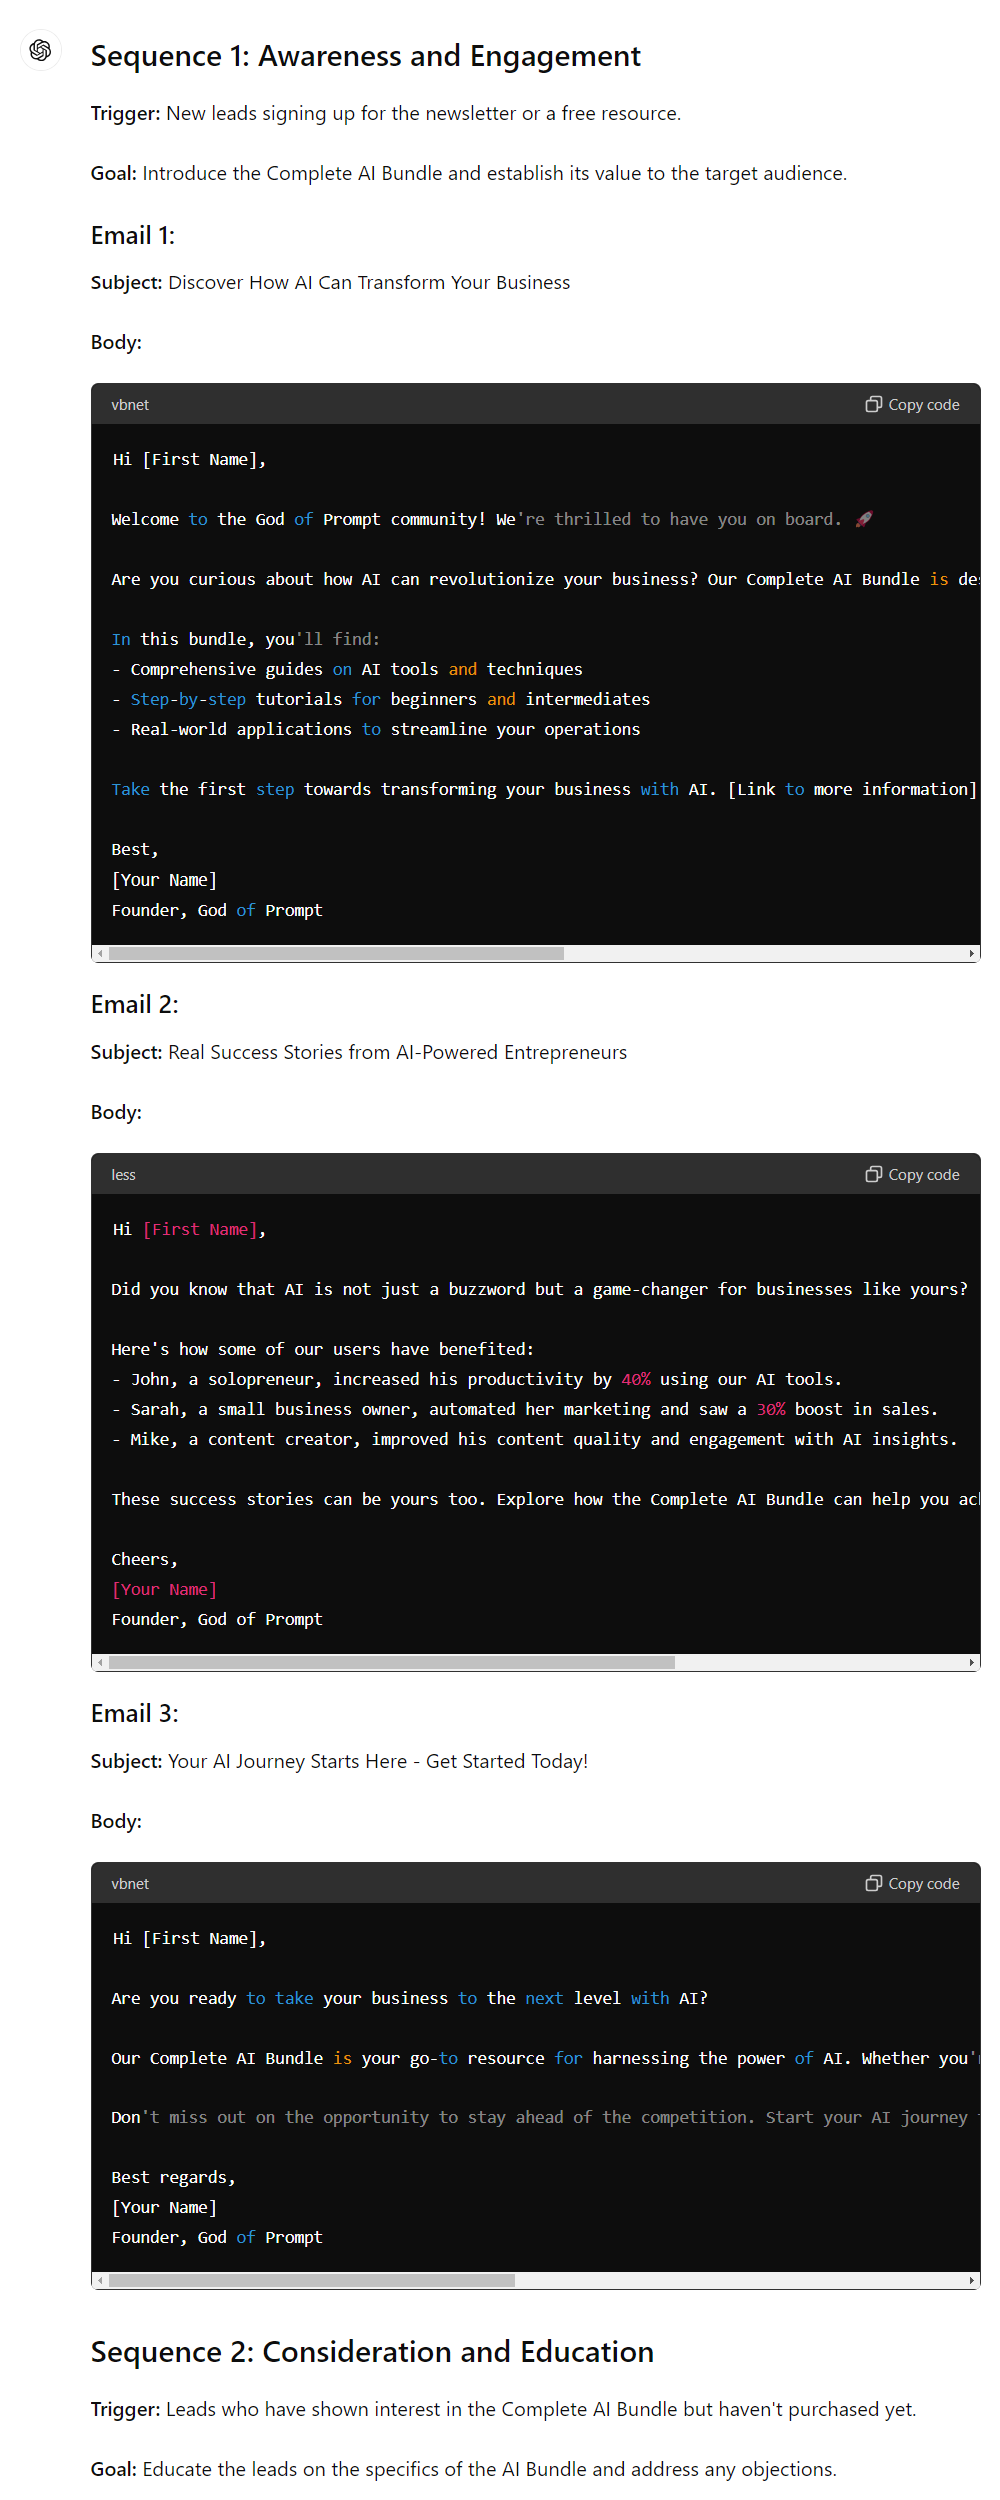 Sequence 1: Awareness and Engagement
Trigger: New leads signing up for the newsletter or a free resource.
Goal: Introduce the Complete AI Bundle and establish its value to the target audience.
Email 1:
Subject: Discover How AI Can Transform Your Business
Body:
vbnet Copy code
Hi [First Name],
Welcome to the God of Prompt community! We're thrilled to have you on board. 🚀
Are you curious about how AI can revolutionize your business? Our Complete AI Bundle is
In this bundle, you'll find:
- Comprehensive guides on AI tools and techniques
- Step-by-step tutorials for beginners and intermediates
- Real-world applications to streamline your operations
Take the first step towards transforming your business with AI. [Link to more information]
Best,
[Your Name]
Founder, God of Prompt
Email 2:
Subject: Real Success Stories from AI-Powered Entrepreneurs
Body:
less Copy code
Hi [First Name],
Did you know that AI is not just a buzzword but a game-changer for businesses like yours?
Here's how some of our users have benefited:
- John, a solopreneur, increased his productivity by 40% using our AI tools.
- Sarah, a small business owner, automated her marketing and saw a 30% boost in sales.
- Mike, a content creator, improved his content quality and engagement with AI insights.
These success stories can be yours too. Explore how the Complete AI Bundle can help you
Cheers,
[Your Name]
Founder, God of Prompt
Email 3:
Subject: Your AI Journey Starts Here - Get Started Today!
Body:
vbnet Copy code
Hi [First Name],
Are you ready to take your business to the next level with AI?
Our Complete AI Bundle is your go-to resource for harnessing the power of AI. Whether
Don't miss out on the opportunity to stay ahead of the competition. Start your AI journey
Best regards,
[Your Name]
Founder, God of Prompt
Sequence 2: Consideration and Education
Trigger: Leads who have shown interest in the Complete AI Bundle but haven't purchased yet.
Goal: Educate the leads on the specifics of the AI Bundle and address any objections.